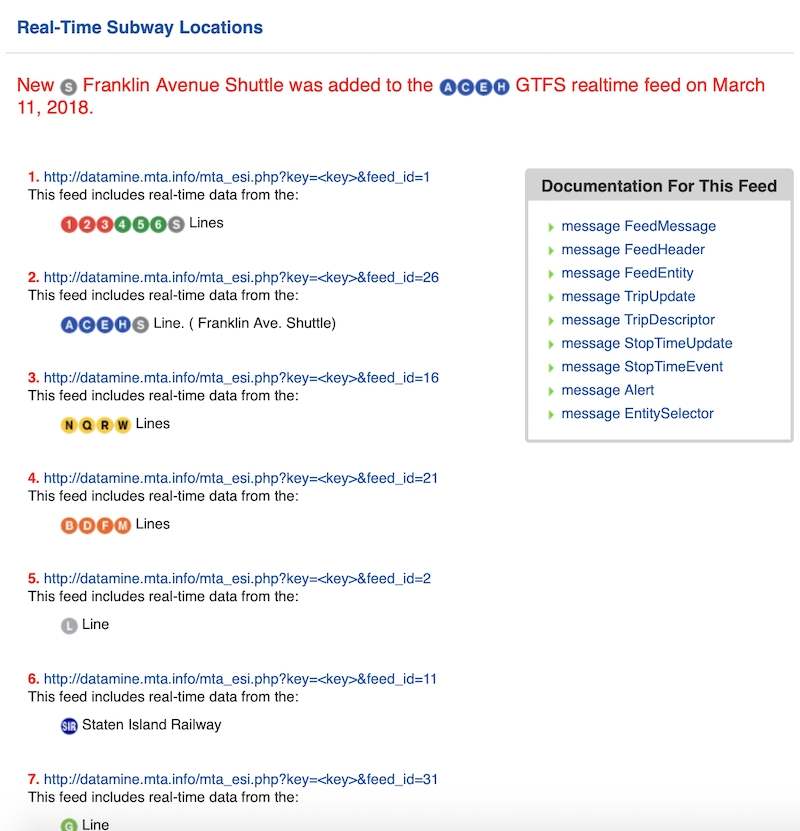 Real-Time Subway Locations
New S Franklin Avenue Shuttle was added to the A C E H GTFS realtime feed on March
11, 2018.
1. http://datamine.mta.info/mta_esi.php?key=<key>&feed_id=1
This feed includes real-time data from the:
1 2 3 4 5 6 S Lines
2. http://datamine.mta.info/mta_esi.php?key=<key>&feed_id=26
This feed includes real-time data from the:
A C E H S Line. ( Franklin Ave. Shuttle)
3. http://datamine.mta.info/mta_esi.php?key=<key>&feed_id=16
This feed includes real-time data from the:
N Q R W Lines
4. http://datamine.mta.info/mta_esi.php?key=<key>&feed_id=21
This feed includes real-time data from the:
B D F M Lines
5. http://datamine.mta.info/mta_esi.php?key=<key>&feed_id=2
This feed includes real-time data from the:
L Line
6. http://datamine.mta.info/mta_esi.php?key=<key>&feed_id=11
This feed includes real-time data from the:
SIR Staten Island Railway
7. http://datamine.mta.info/mta_esi.php?key=<key>&feed_id=31
This feed includes real-time data from the:
G Line
Documentation For This Feed
message FeedMessage
message FeedHeader
message FeedEntity
message TripUpdate
message TripDescriptor
message StopTimeUpdate
message StopTimeEvent
message Alert
message EntitySelector